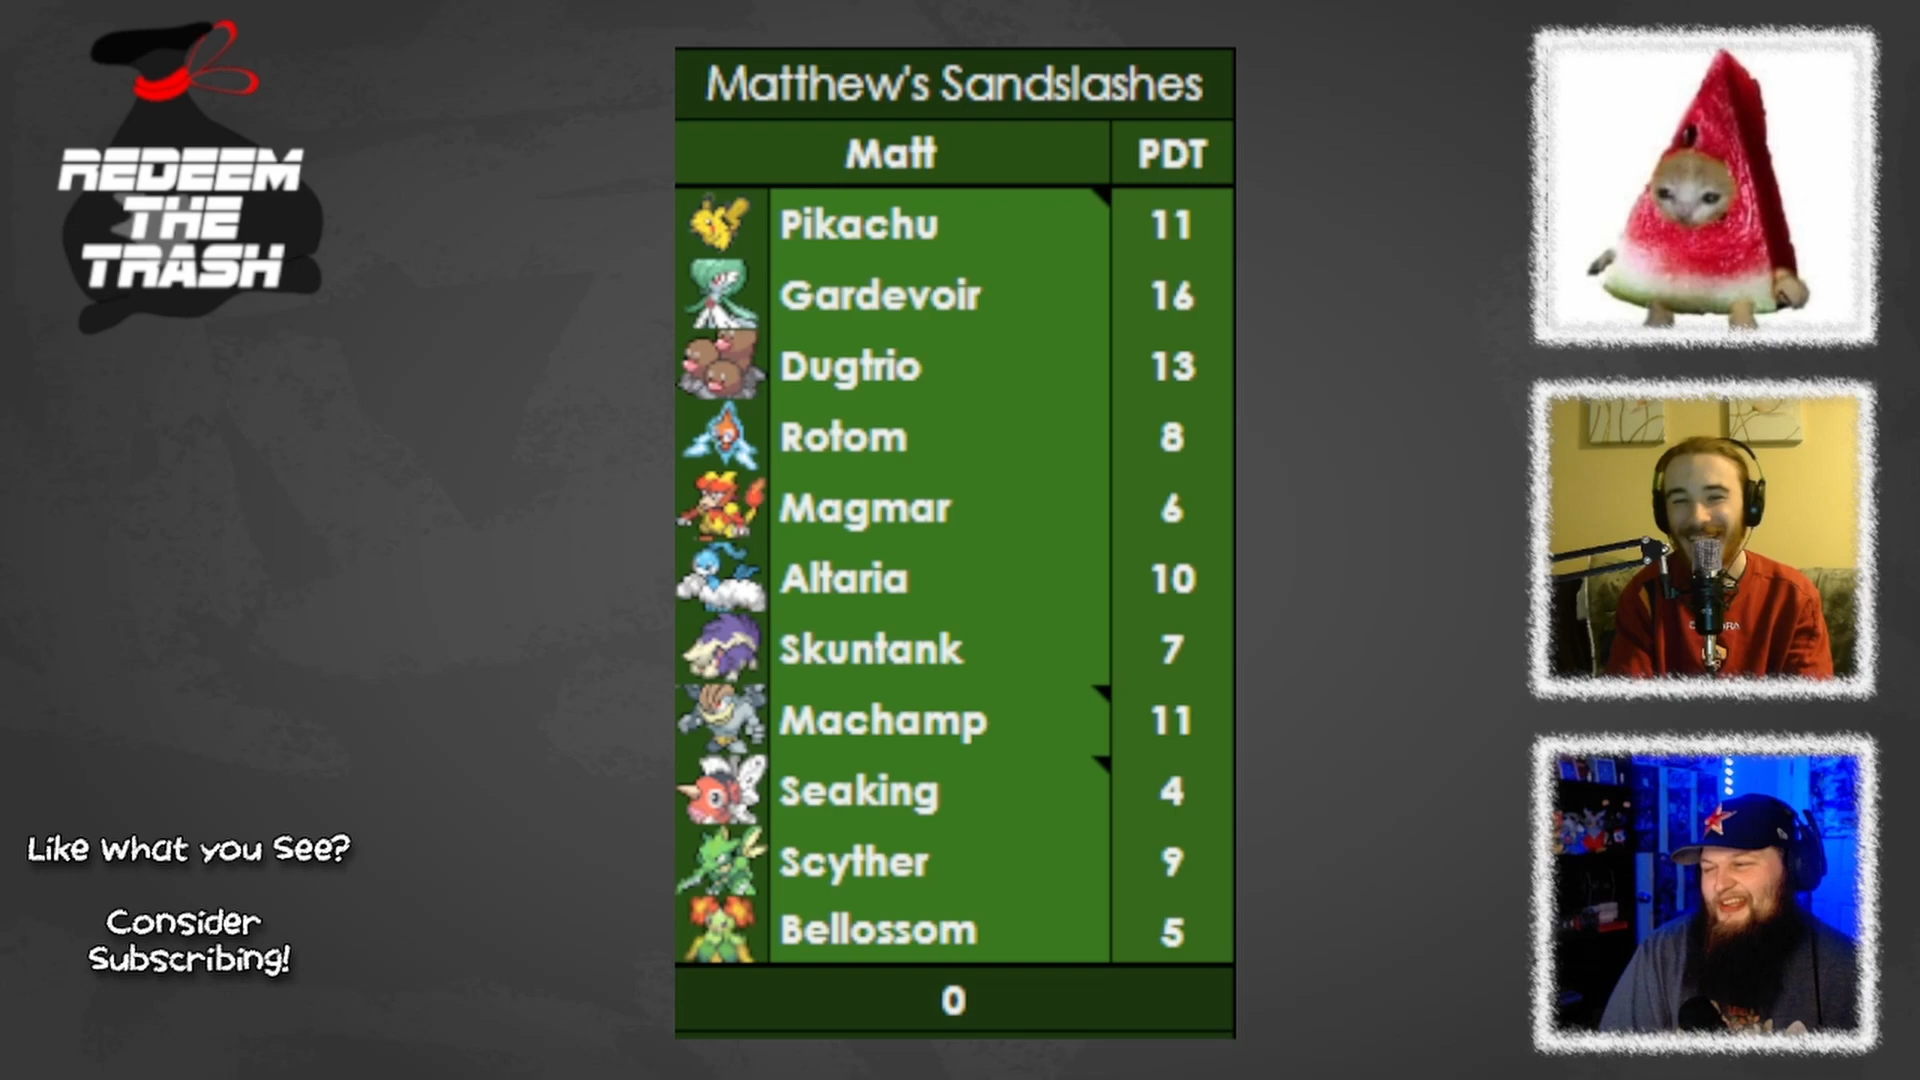 REDEEM
THE
TRASH
Matthew's Sandslashes
Matt PDT
Pikachu 11
Gardevoir 16
Dugtrio 13
Rotom 8
Magmar 6
Altaria 10
Skuntank 7
Machamp 11
Seaking 4
Scyther 9
Bellossom 5
0
Like what you See?
Consider
Subscribing!